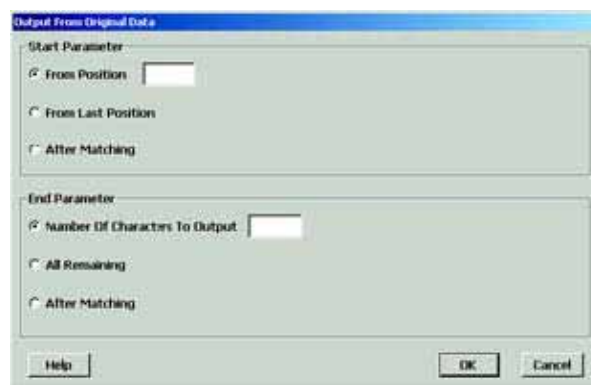 Output From Original Data
Start Parameter
From Position
From Last Position
After Matching
End Parameter
Number Of Characters To Output
All Remaining
After Matching
Help OK Cancel